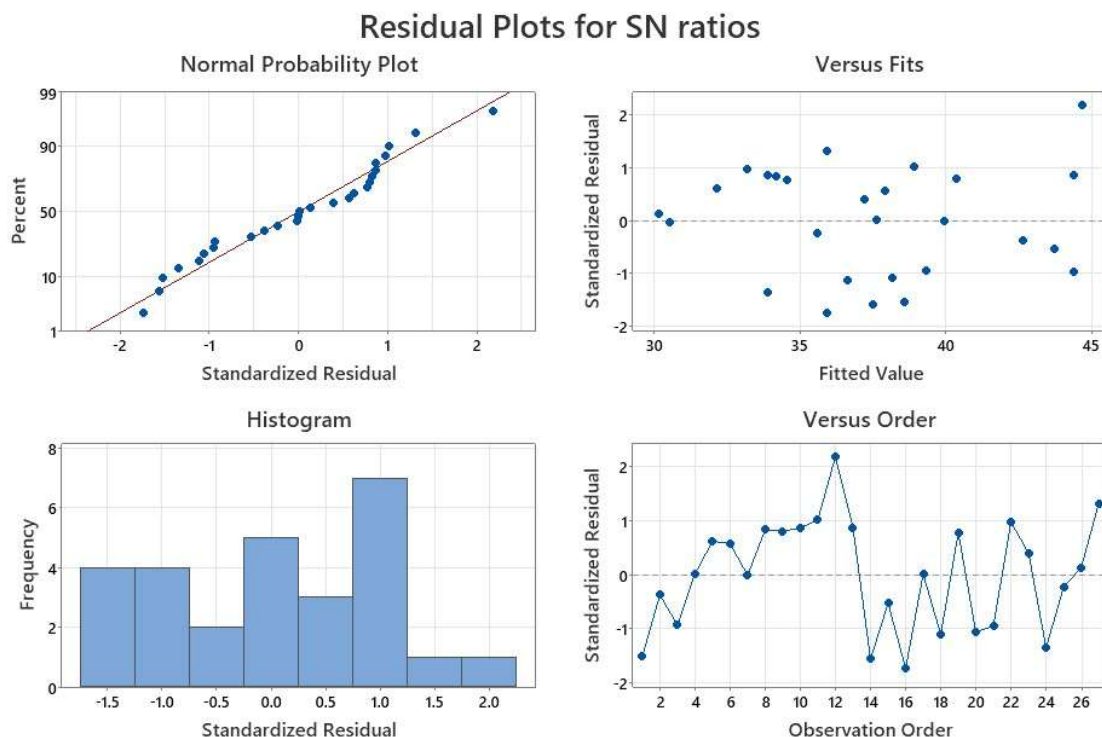 Residual Plots for SN ratios
Normal Probability Plot
99
90
50
10
1
Percent
-2 -1 0 1 2
Standardized Residual
Versus Fits
2
1
0
-1
-2
Standardized Residual
30 35 40 45
Fitted Value
Histogram
8
6
4
2
0
Frequency
-1.5 -1.0 -0.5 0.0 0.5 1.0 1.5 2.0
Standardized Residual
Versus Order
2
1
0
-1
-2
Standardized Residual
2 4 6 8 10 12 14 16 18 20 22 24 26
Observation Order